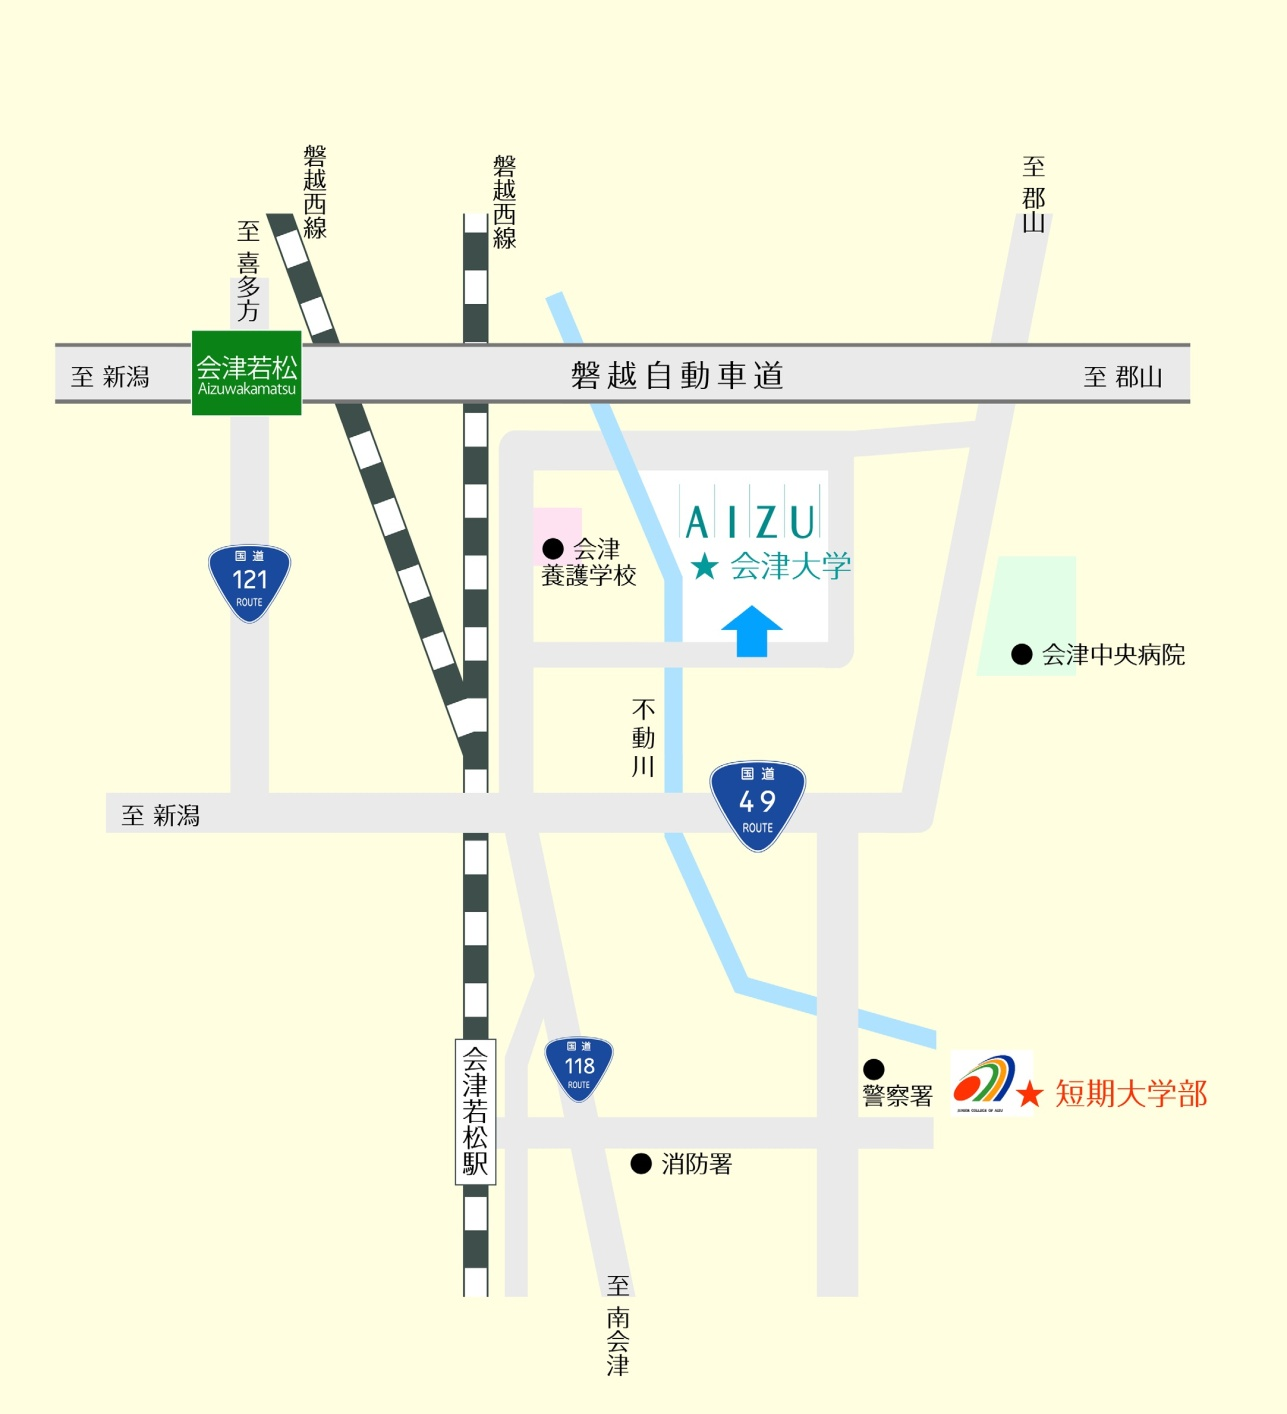 磐越西線
磐越西線
至 郡山
至 喜多方
会津若松
Aizuwakamatsu
至 新潟
磐越自動車道
至 郡山
AIZU
会津大学
会津
養護学校
国道
121
ROUTE
会津中央病院
不動川
国道
49
ROUTE
至 新潟
国道
118
ROUTE
会津若松駅
警察署
JUNIOR COLLEGE OF AIZU
短期大学部
消防署
至 南会津